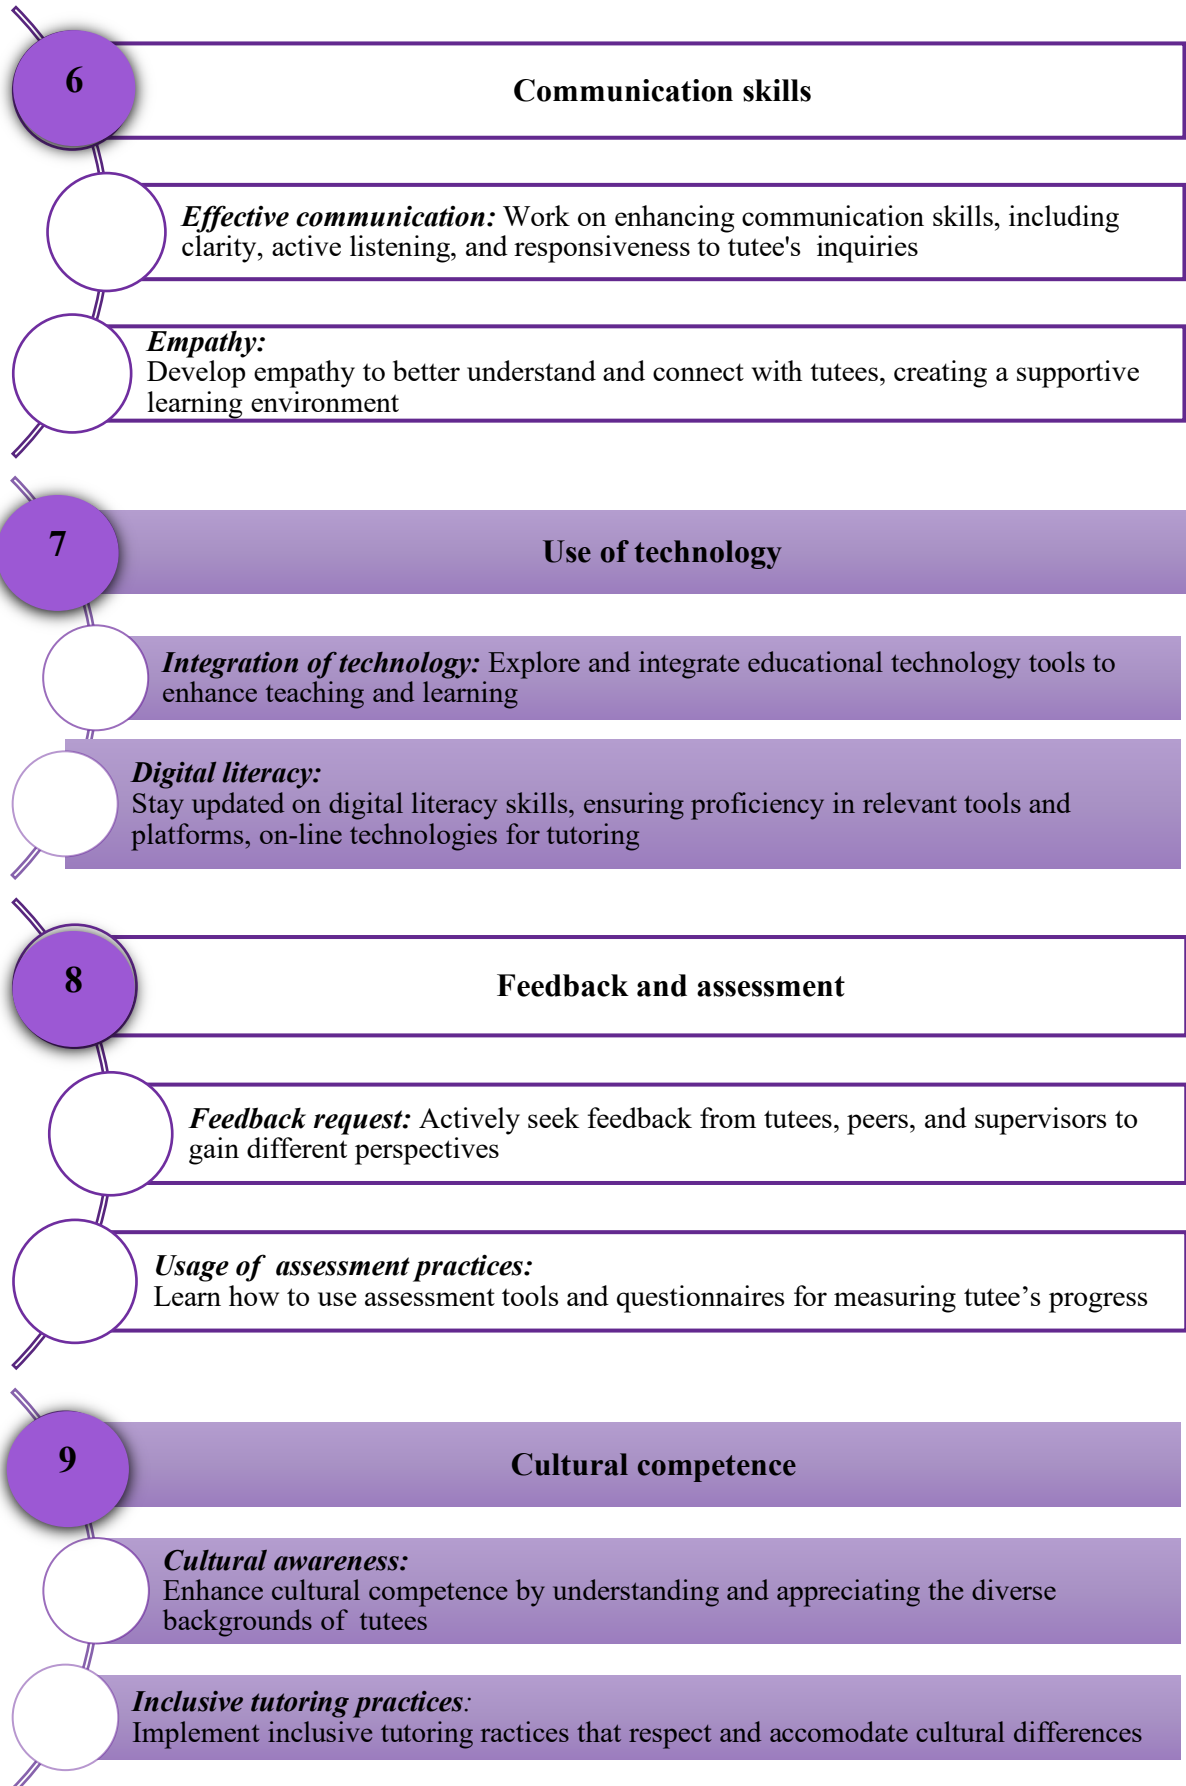 6
Communication skills
Effective communication: Work on enhancing communication skills, including
clarity, active listening, and responsiveness to tutee's  inquiries
Empathy:
Develop empathy to better understand and connect with tutees, creating a supportive
learning environment
7
Use of technology
Integration of technology: Explore and integrate educational technology tools to
enhance teaching and learning
Digital literacy:
Stay updated on digital literacy skills, ensuring proficiency in relevant tools and
platforms, on-line technologies for tutoring
8
Feedback and assessment
Feedback request: Actively seek feedback from tutees, peers, and supervisors to
gain different perspectives
Usage of  assessment practices:
Learn how to use assessment tools and questionnaires for measuring tutee’s progress
9
Cultural competence
Cultural awareness:
Enhance cultural competence by understanding and appreciating the diverse
backgrounds of  tutees
Inclusive tutoring practices:
Implement inclusive tutoring ractices that respect and accomodate cultural differences